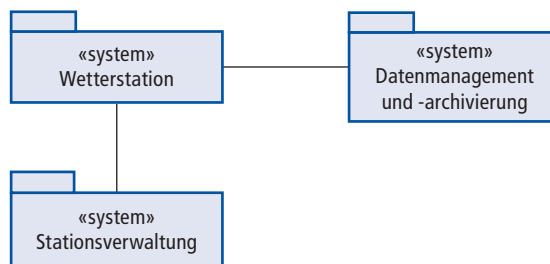 «system»
Wetterstation
«system»
Datenmanagement
und -archivierung
«system»
Stationsverwaltung